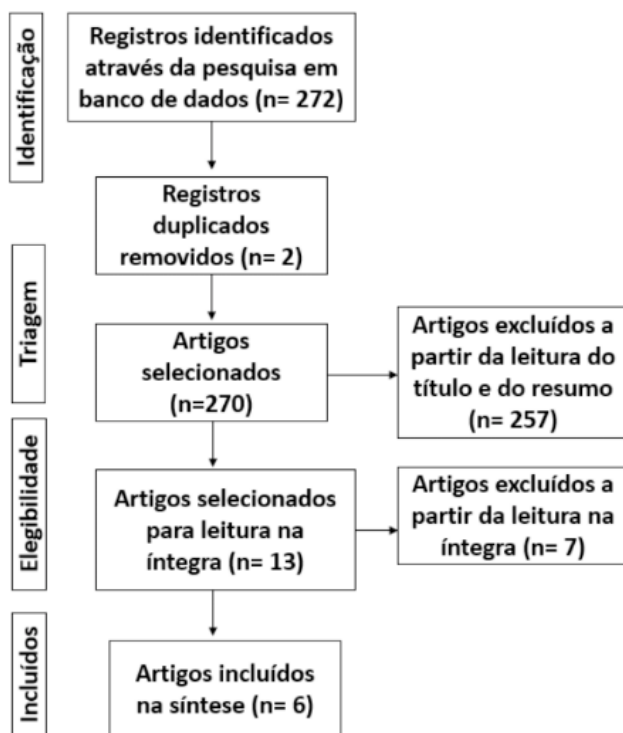 Identificação
Registros identificados
através da pesquisa em
banco de dados (n= 272)
Registros
duplicados
removidos (n= 2)
Triagem
Artigos
selecionados
(n=270)
Artigos excluídos a
partir da leitura do
título e do resumo
(n= 257)
Elegibilidade
Artigos selecionados
para leitura na
íntegra (n= 13)
Artigos excluídos a
partir da leitura na
íntegra (n= 7)
Incluídos
Artigos incluídos
na síntese (n= 6)